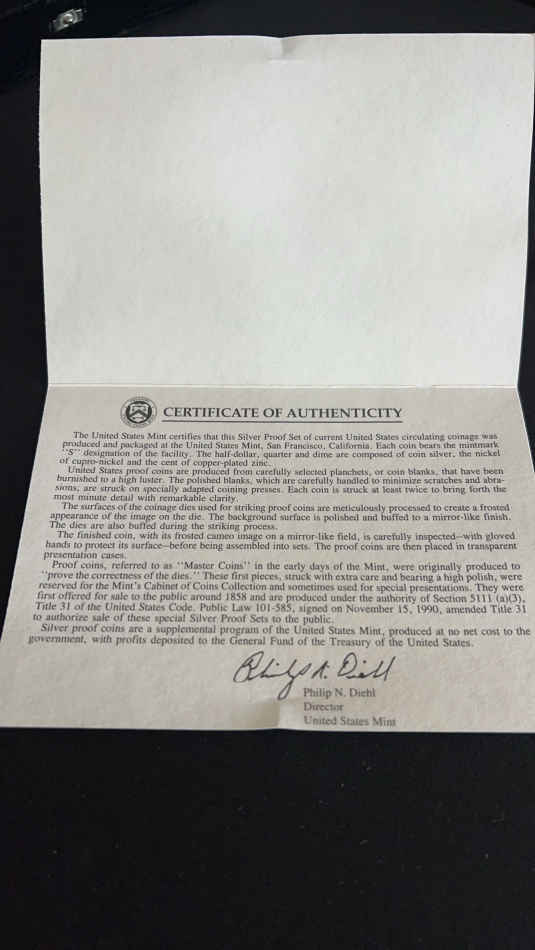 CERTIFICATE OF AUTHENTICITY
The United States Mint certifies that this Silver Proof Set of current United States circulating coinage was
produced and packaged at the United States Mint, San Francisco, California. Each coin bears the mintmark
"S" designation of the facility. The half-dollar, quarter and dime are composed of coin silver, the nickel
of cupro-nickel and the cent of copper-plated zinc.
United States proof coins are produced from carefully selected planchets, or coin blanks, that have been
burnished to a high luster. The polished blanks, which are carefully handled to minimize scratches and abra-
sions, are struck on specially adapted coining presses. Each coin is struck at least twice to bring forth the
most minute detail with remarkable clarity.
The surfaces of the coinage dies used for striking proof coins are meticulously processed to create a frosted
appearance of the image on the die. The background surface is polished and buffed to a mirror-like finish.
The dies are also buffed during the striking process.
The finished coin, with its frosted cameo image on a mirror-like field, is carefully inspected—with gloved
hands to protect its surface—before being assembled into sets. The proof coins are then placed in transparent
presentation cases.
Proof coins, referred to as "Master Coins" in the early days of the Mint, were originally produced to
"prove the correctness of the dies." These first pieces, struck with extra care and bearing a high polish, were
reserved for the Mint's Cabinet of Coins Collection and sometimes used for special presentations. They were
first offered for sale to the public around 1858 and are produced under the authority of Section 5111 (a)(3),
Title 31 of the United States Code. Public Law 101-585, signed on November 15, 1990, amended Title 31
to authorize sale of these special Silver Proof Sets to the public.
Silver proof coins are a supplemental program of the United States Mint, produced at no net cost to the
government, with profits deposited to the General Fund of the Treasury of the United States.
Philip N. Diehl
Philip N. Diehl
Director
United States Mint